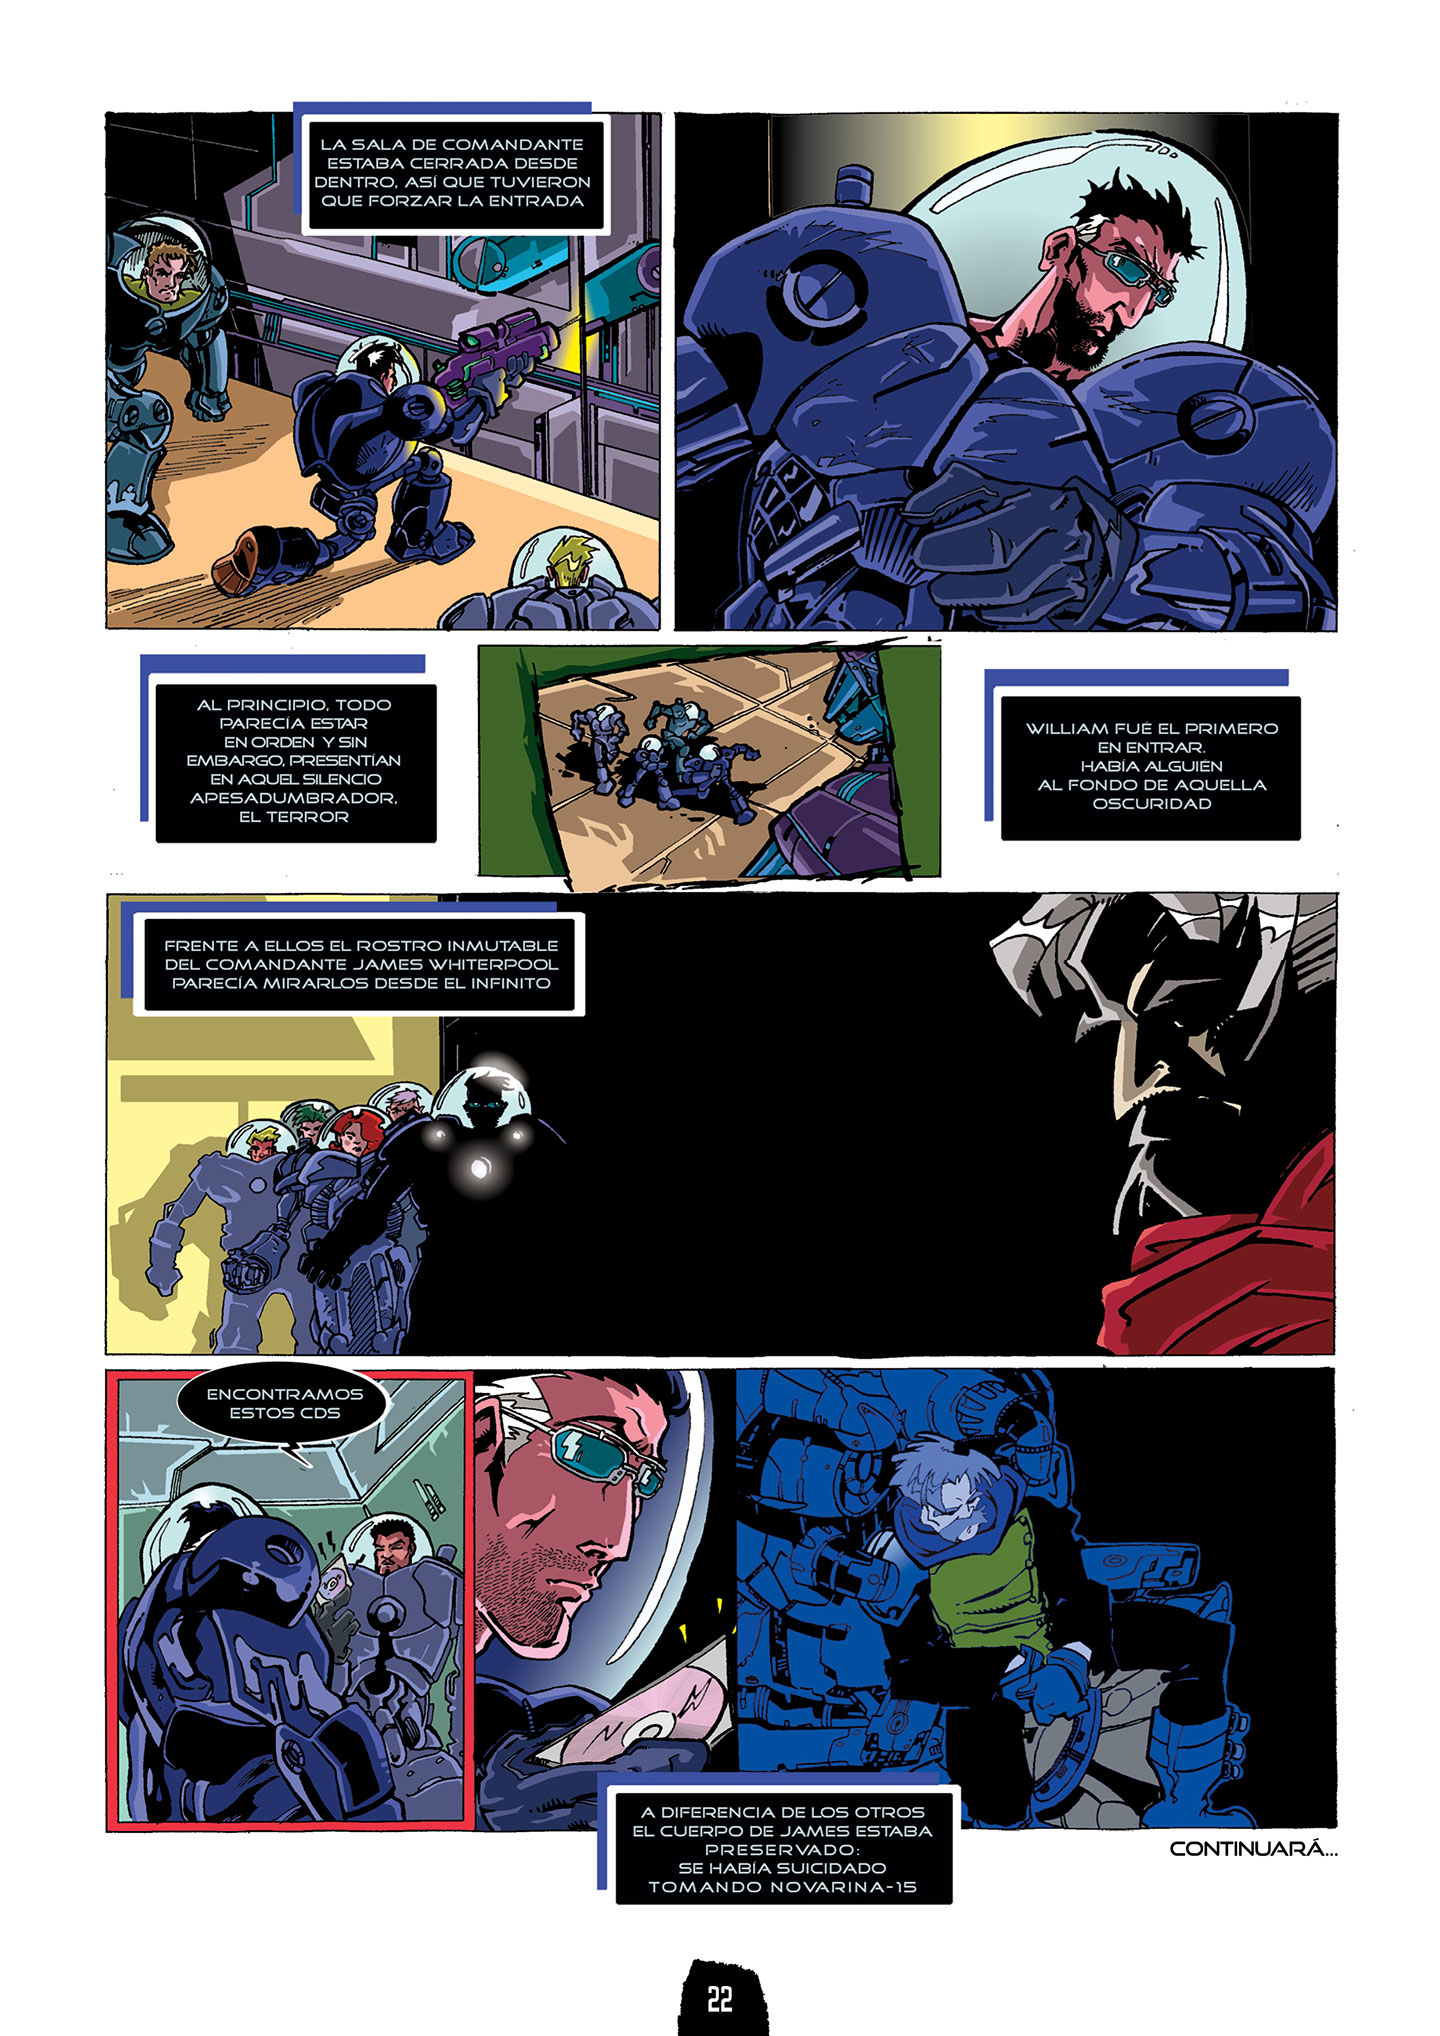 LA SALA DE COMANDANTE
ESTABA CERRADA DESDE
DENTRO, ASÍ QUE TUVIERON
QUE FORZAR LA ENTRADA
AL PRINCIPIO, TODO
PARECÍA ESTAR
EN ORDEN Y SIN
EMBARGO, PRESENTÍAN
EN AQUEL SILENCIO
APESADUMBRADOR,
EL TERROR
WILLIAM FUÉ EL PRIMERO
EN ENTRAR.
HABÍA ALGUIÉN
AL FONDO DE AQUELLA
OSCURIDAD
FRENTE A ELLOS EL ROSTRO INMUTABLE
DEL COMANDANTE JAMES WHITERPOOL
PARECÍA MIRARLOS DESDE EL INFINITO
ENCONTRAMOS
ESTOS CDS
A DIFERENCIA DE LOS OTROS
EL CUERPO DE JAMES ESTABA
PRESERVADO:
SE HABÍA SUICIDADO
TOMANDO NOVARINA-15
CONTINUARÁ...
22